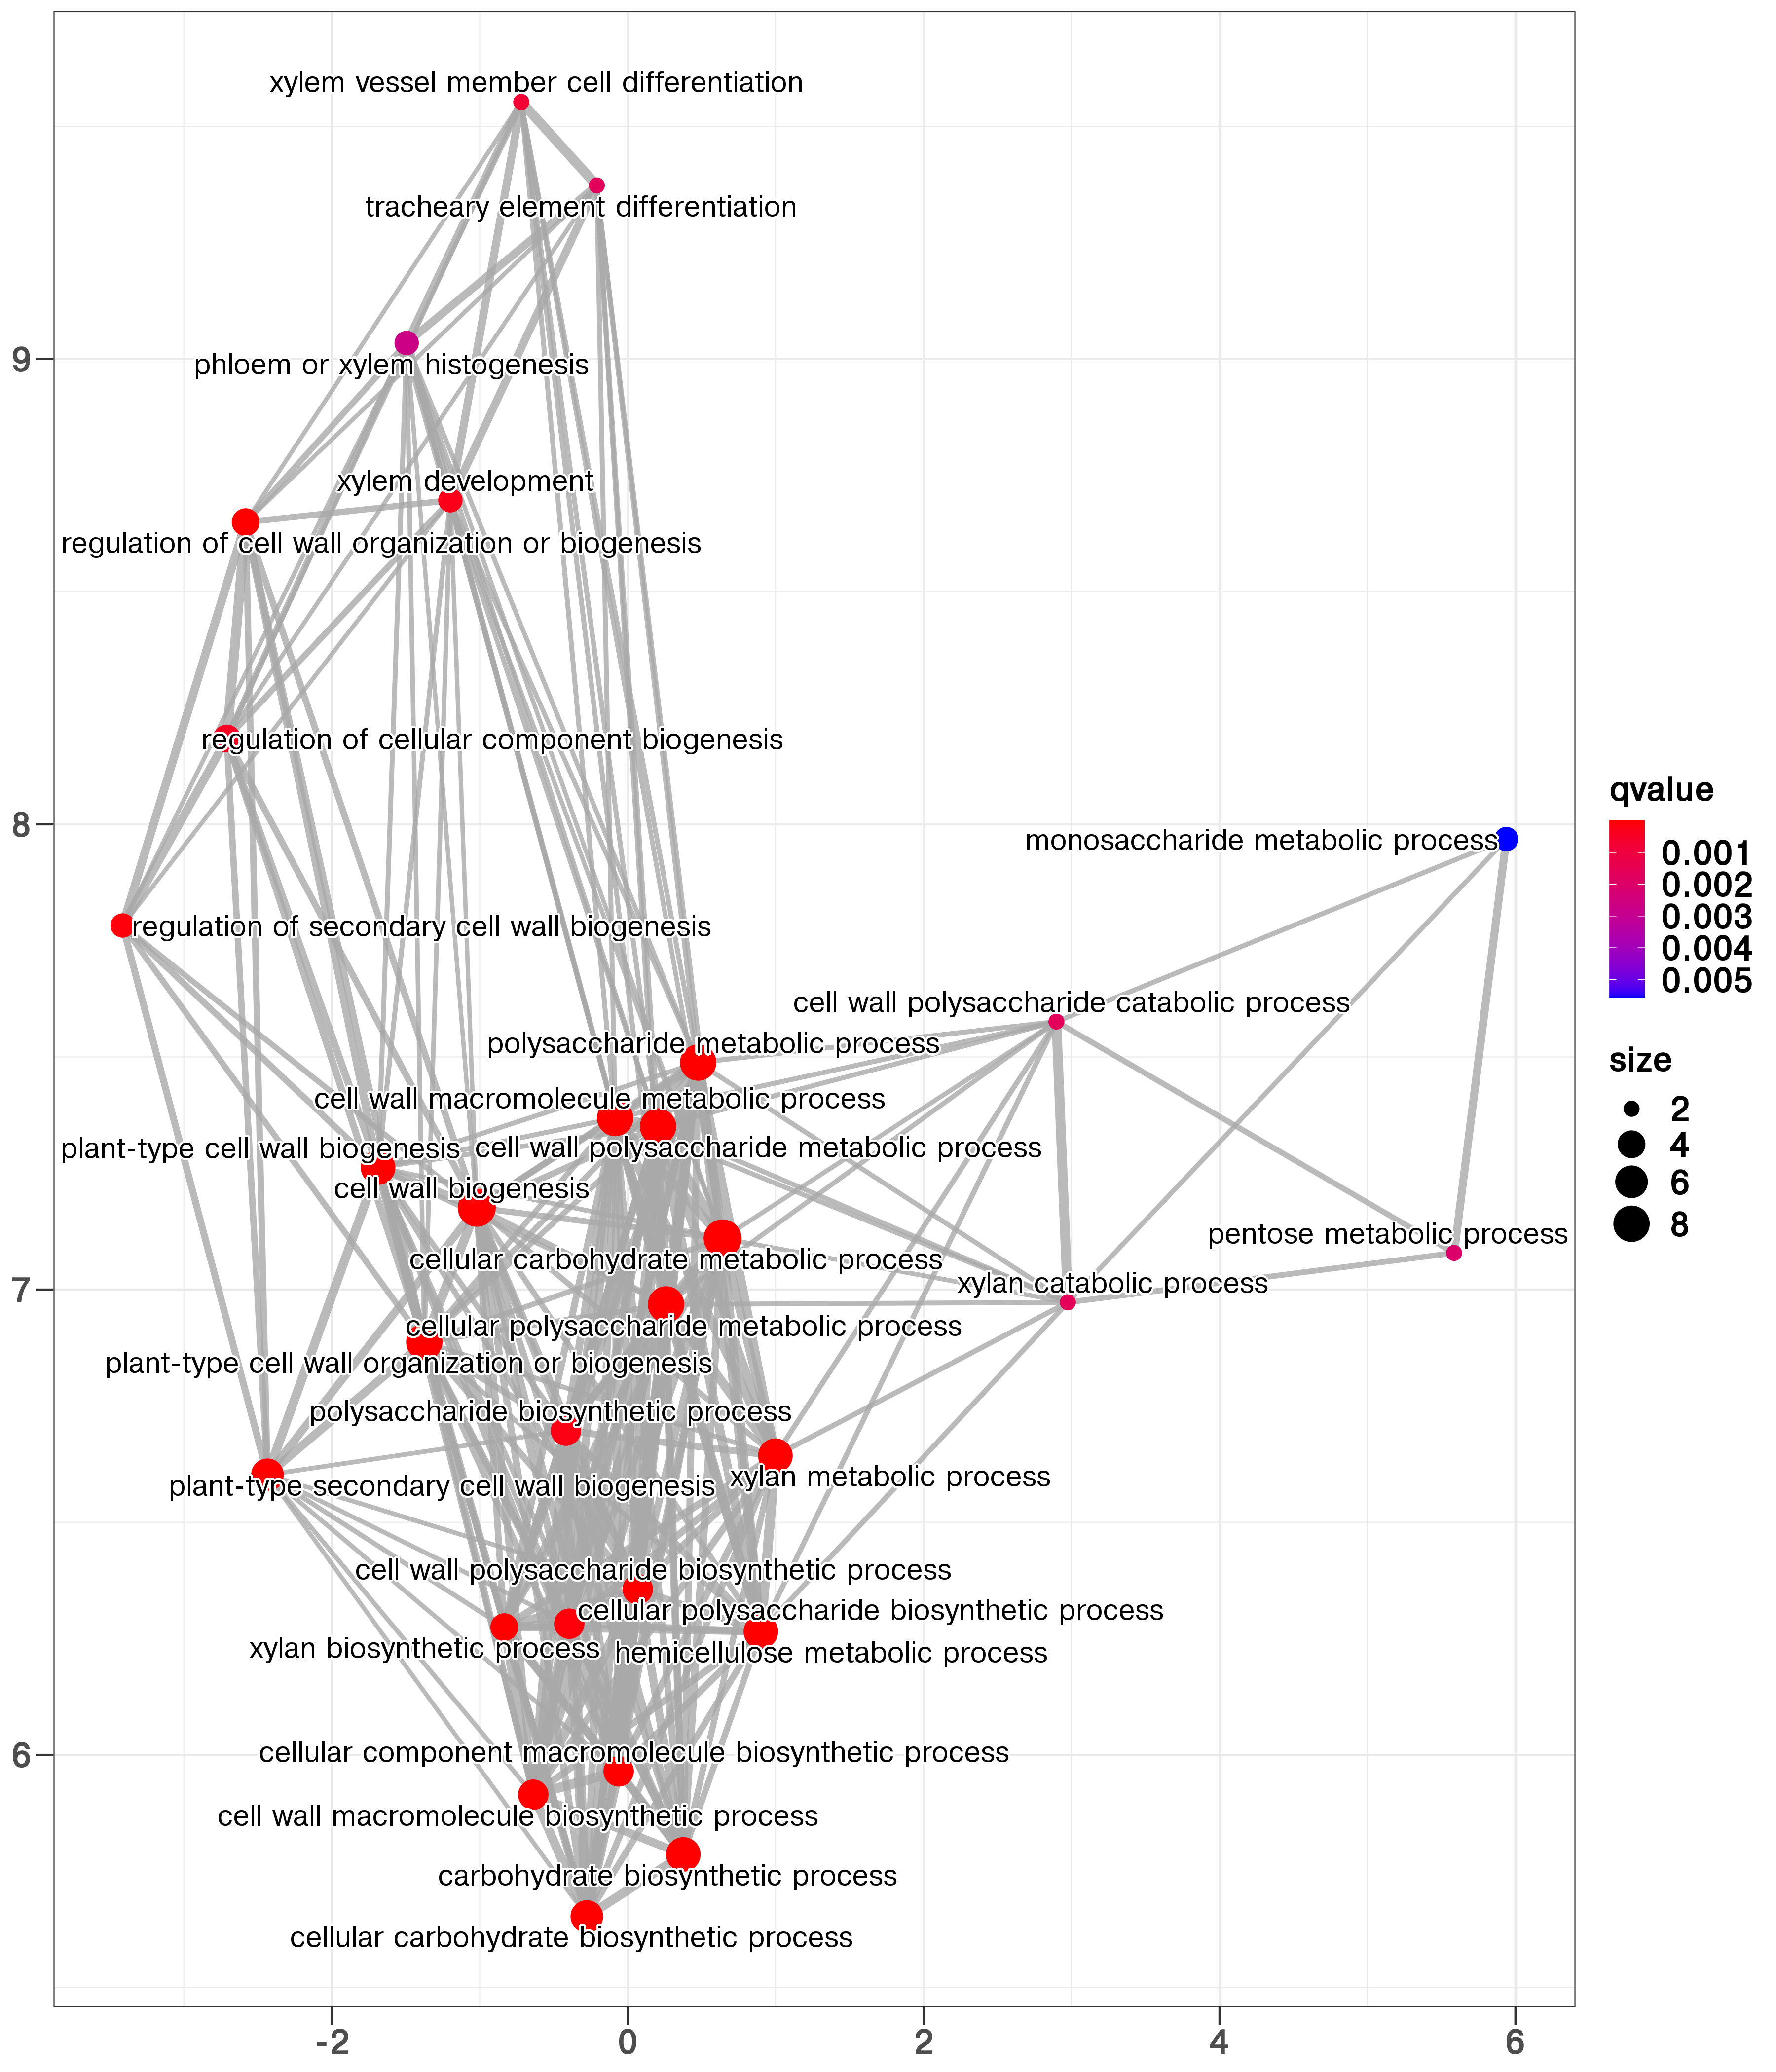 xylem vessel member cell differentiation
tracheary element differentiation
9
phloem or xylem histogenesis
xylem development
regulation of cell wall organization or biogenesis
regulation of cellular component biogenesis
8
monosaccharide metabolic process
regulation of secondary cell wall biogenesis
cell wall polysaccharide catabolic process
polysaccharide metabolic process
cell wall macromolecule metabolic process
plant-type cell wall biogenesis
cell wall polysaccharide metabolic process
cell wall biogenesis
pentose metabolic process
cellular carbohydrate metabolic process
xylan catabolic process
7
cellular polysaccharide metabolic process
plant-type cell wall organization or biogenesis
polysaccharide biosynthetic process
xylan metabolic process
plant-type secondary cell wall biogenesis
cell wall polysaccharide biosynthetic process
cellular polysaccharide biosynthetic process
xylan biosynthetic process
hemicellulose metabolic process
6
cellular component macromolecule biosynthetic process
cell wall macromolecule biosynthetic process
carbohydrate biosynthetic process
cellular carbohydrate biosynthetic process
-2
0
2
4
6
qvalue
0.001
0.002
0.003
0.004
0.005
size
2
4
6
8